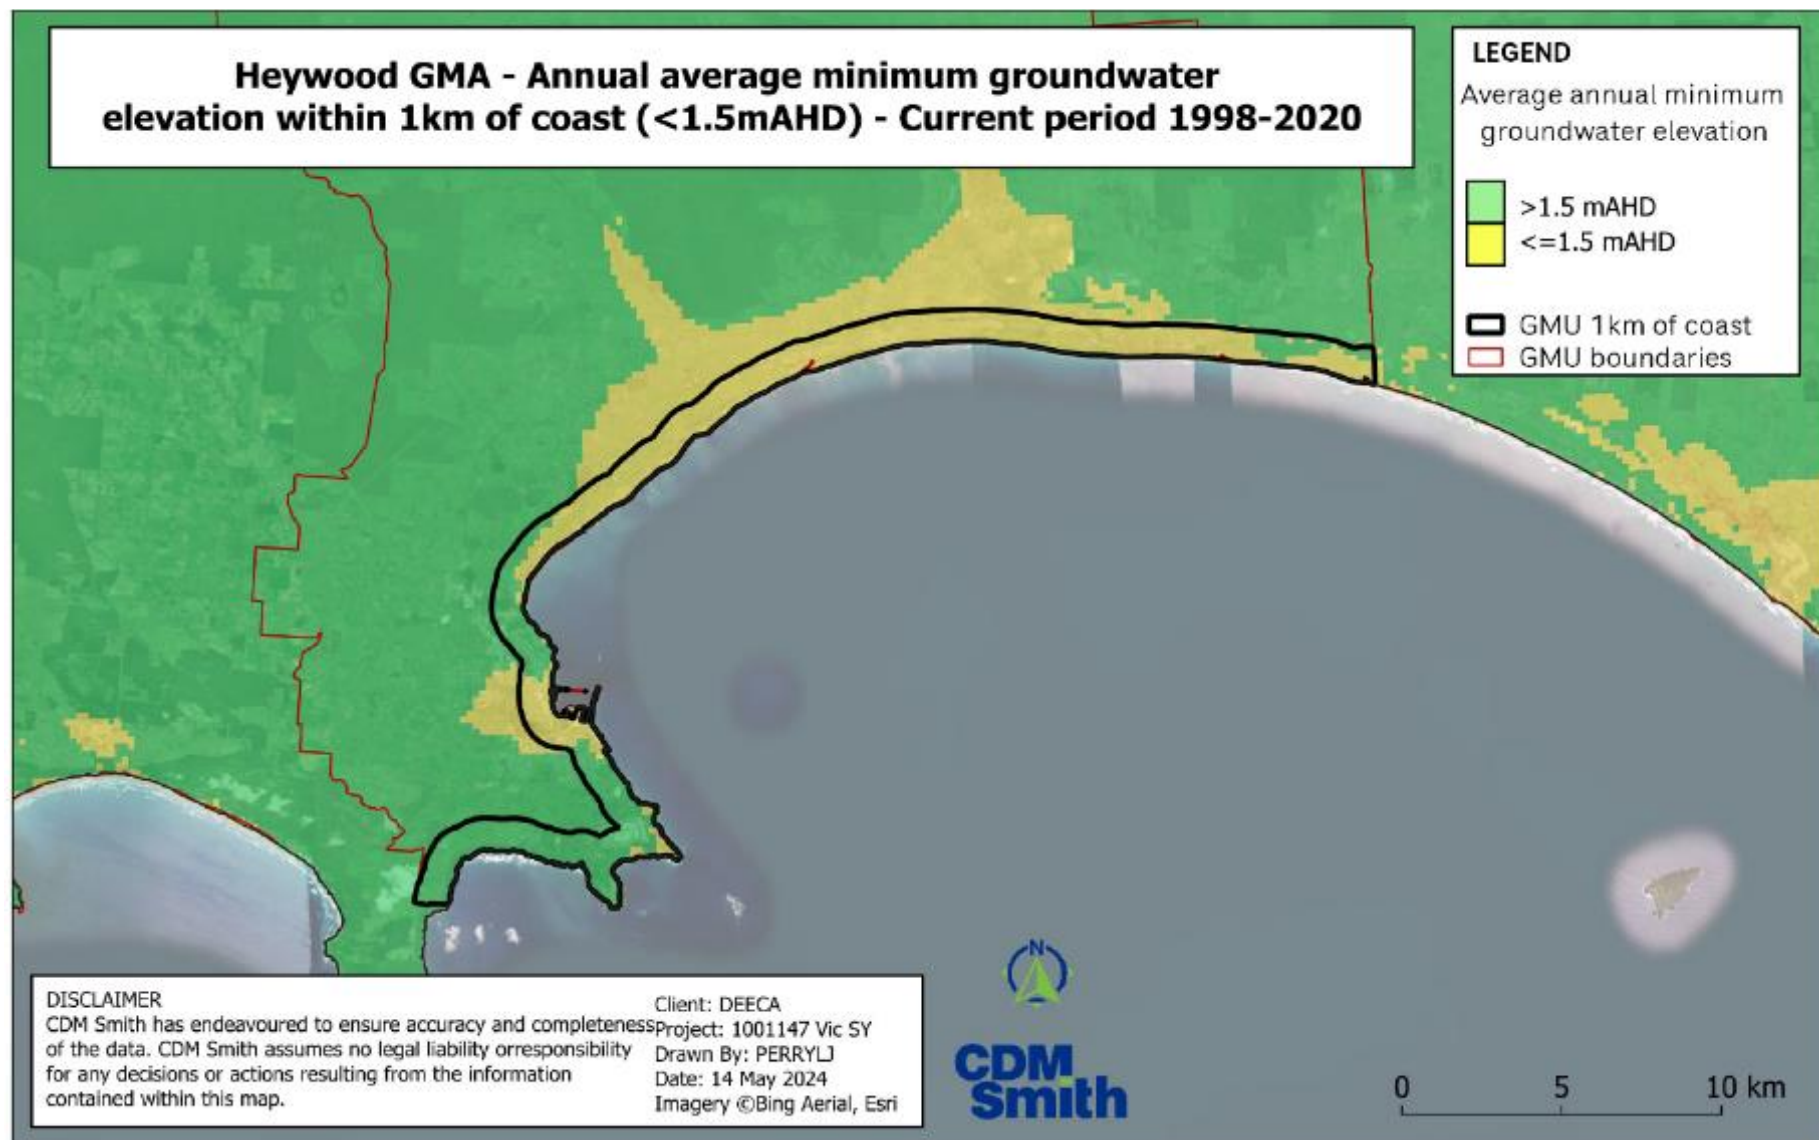 Heywood GMA - Annual average minimum groundwater
elevation within 1km of coast (<1.5mAHD) - Current period 1998-2020
LEGEND
Average annual minimum
groundwater elevation
>1.5 mAHD
<=1.5 mAHD
GMU 1km of coast
GMU boundaries
DISCLAIMER
CDM Smith has endeavoured to ensure accuracy and completeness
of the data. CDM Smith assumes no legal liability orresponsibility
for any decisions or actions resulting from the information
contained within this map.
Client: DEECA
Project: 1001147 Vic SY
Drawn By: PERRYLJ
Date: 14 May 2024
Imagery ©Bing Aerial, Esri
N
CDM
Smith
0 5 10 km